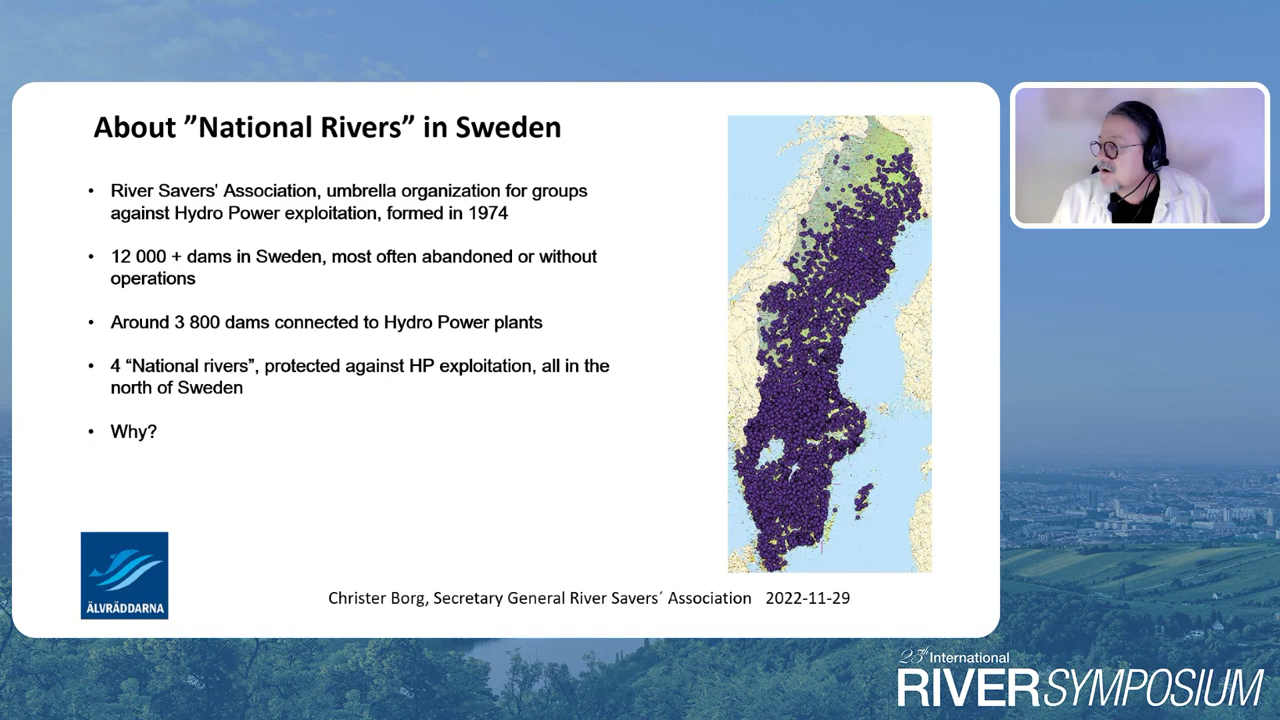 About ”National Rivers” in Sweden
• River Savers' Association, umbrella organization for groups
against Hydro Power exploitation, formed in 1974
• 12 000 + dams in Sweden, most often abandoned or without
operations
• Around 3 800 dams connected to Hydro Power plants
• 4 “National rivers”, protected against HP exploitation, all in the
north of Sweden
• Why?
ÄLVRÄDDARNA
Christer Borg, Secretary General River Savers´ Association 2022-11-29
25th International
RIVERSYMPOSIUM